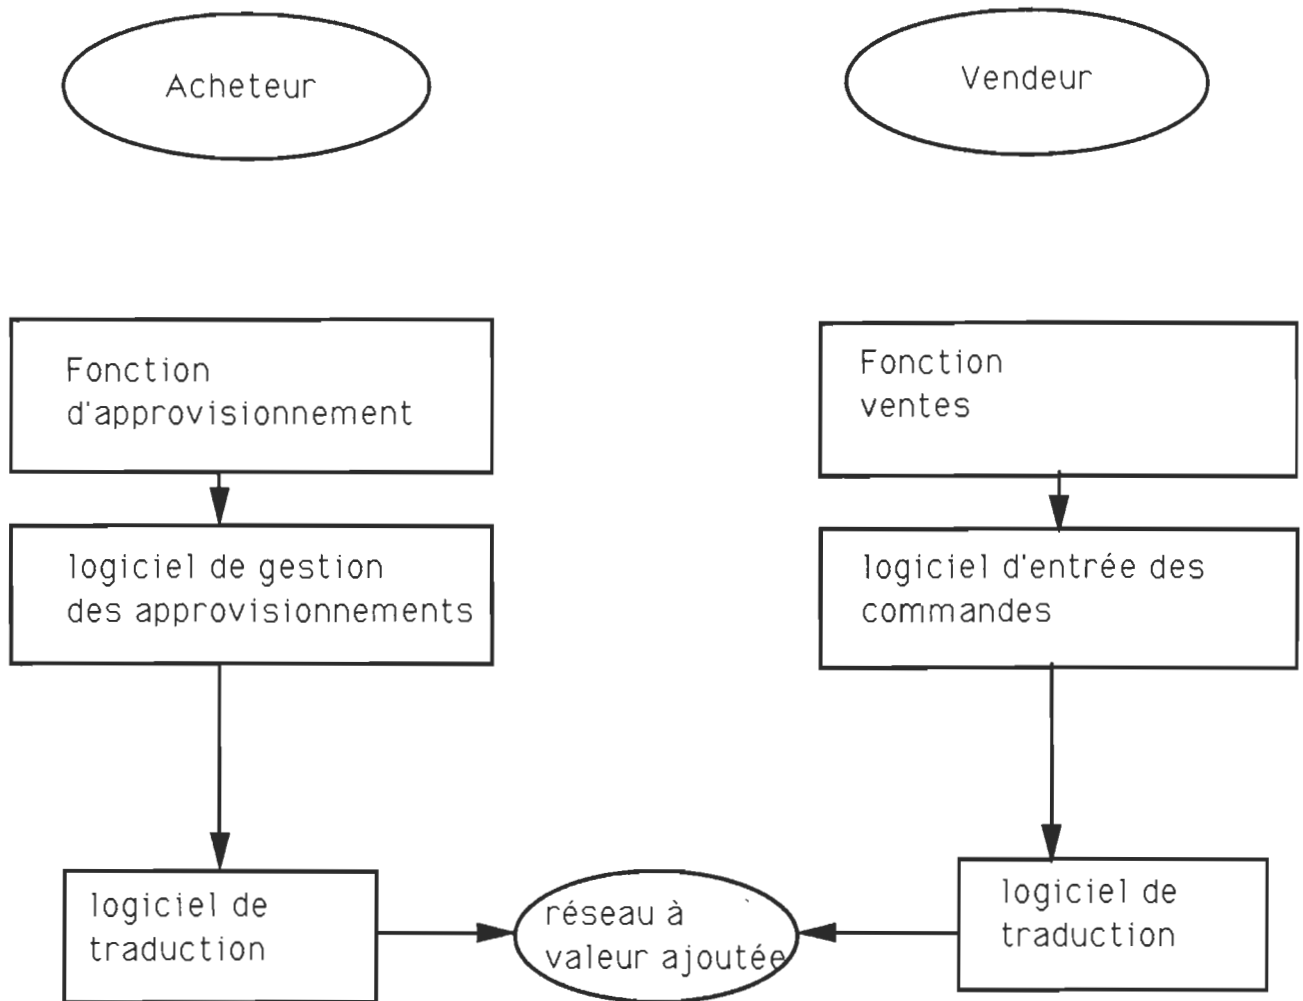 Acheteur
Vendeur
Fonction
d'approvisionnement
Fonction
ventes
logiciel de gestion
des approvisionnements
logiciel d'entrée des
commandes
logiciel de
traduction
réseau à
valeur ajoutée
logiciel de
traduction